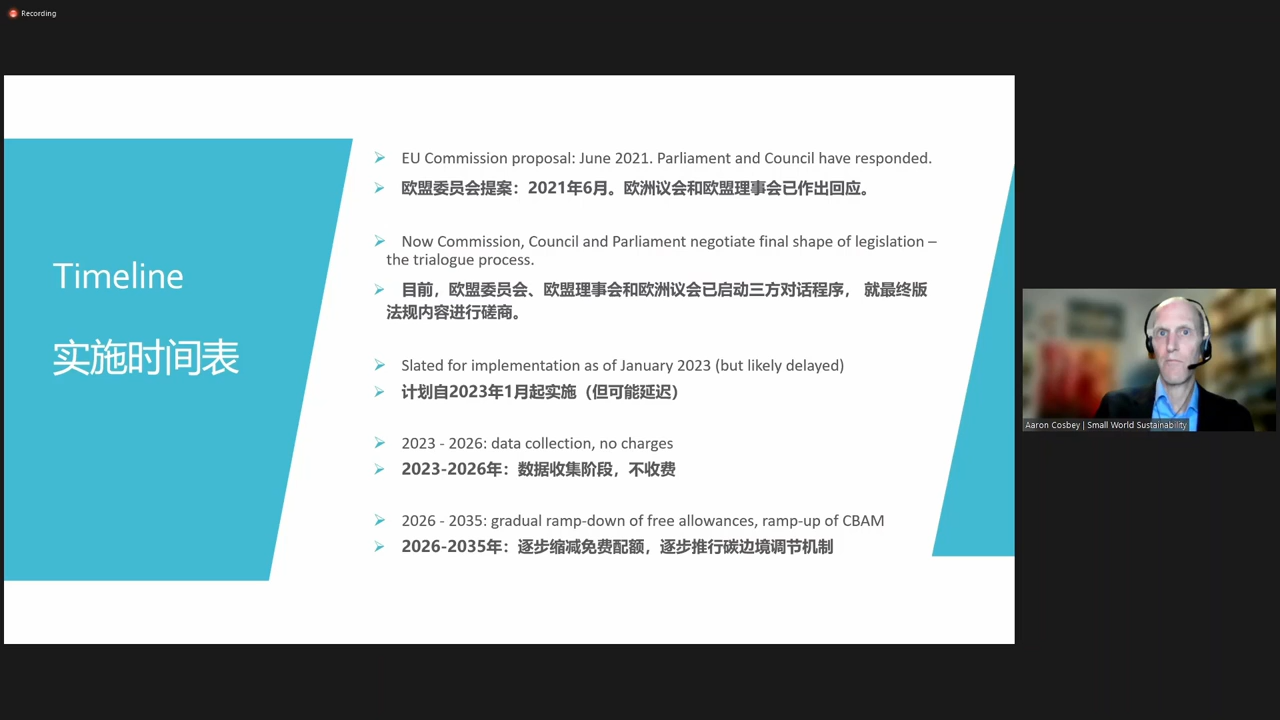 Recording
Timeline
实施时间表
EU Commission proposal: June 2021. Parliament and Council have responded.
欧盟委员会提案：2021年6月。欧洲议会和欧盟理事会已作出回应。
Now Commission, Council and Parliament negotiate final shape of legislation –
the trialogue process.
目前，欧盟委员会、欧盟理事会和欧洲议会已启动三方对话程序， 就最终版
法规内容进行磋商。
Slated for implementation as of January 2023 (but likely delayed)
计划自2023年1月起实施（但可能延迟）
2023 - 2026: data collection, no charges
2023-2026年：数据收集阶段，不收费
2026 - 2035: gradual ramp-down of free allowances, ramp-up of CBAM
2026-2035年：逐步缩减免费配额，逐步推行碳边境调节机制
Aaron Cosbey | Small World Sustainability